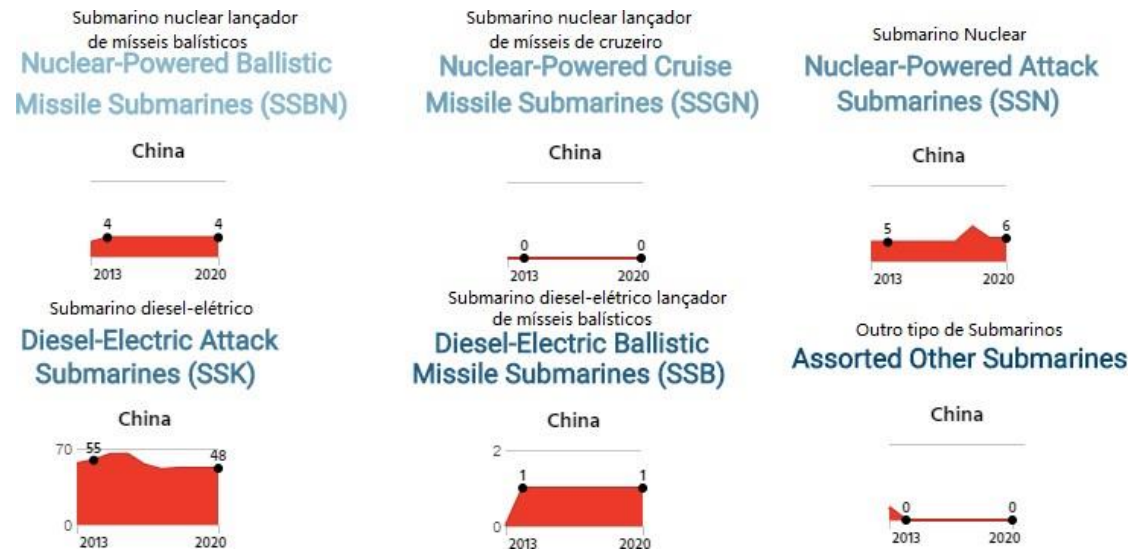 Submarino nuclear lançador
de mísseis balísticos
Nuclear-Powered Ballistic
Missile Submarines (SSBN)
China
4
4
2013
2020
Submarino nuclear lançador
de mísseis de cruzeiro
Nuclear-Powered Cruise
Missile Submarines (SSGN)
China
0
0
2013
2020
Submarino Nuclear
Nuclear-Powered Attack
Submarines (SSN)
China
5
6
2013
2020
Submarino diesel-elétrico
Diesel-Electric Attack
Submarines (SSK)
China
70
55
48
0
2013
2020
Submarino diesel-elétrico lançador
de mísseis balísticos
Diesel-Electric Ballistic
Missile Submarines (SSB)
China
2
1
1
0
2013
2020
Outro tipo de Submarinos
Assorted Other Submarines
China
0
0
2013
2020